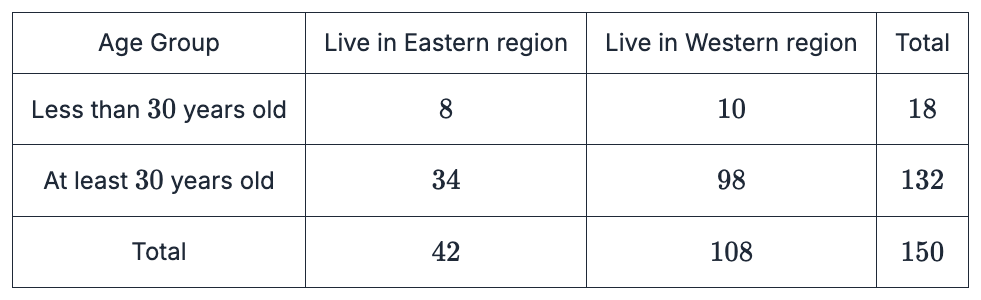 Age Group Live in Eastern region Live in Western region Total
Less than 30 years old 8 10 18
At least 30 years old 34 98 132
Total 42 108 150